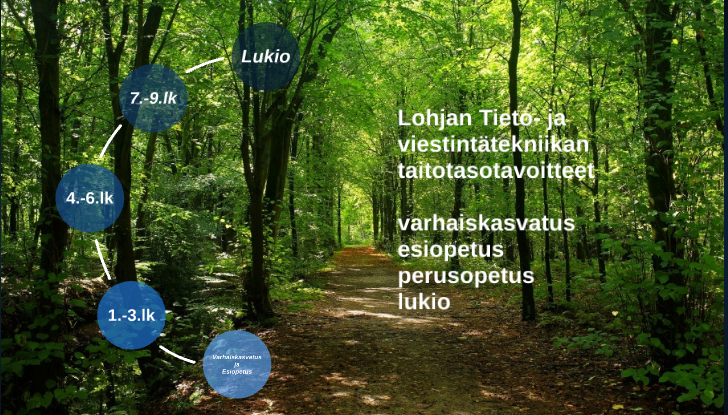 Lukio
7.-9.lk
4.-6.lk
1.-3.lk
Varhaiskasvatus
ja
Esiopetus
Lohjan Tieto- ja
viestintätekniikan
taitotasotavoitteet
varhaiskasvatus
esiopetus
perusopetus
lukio